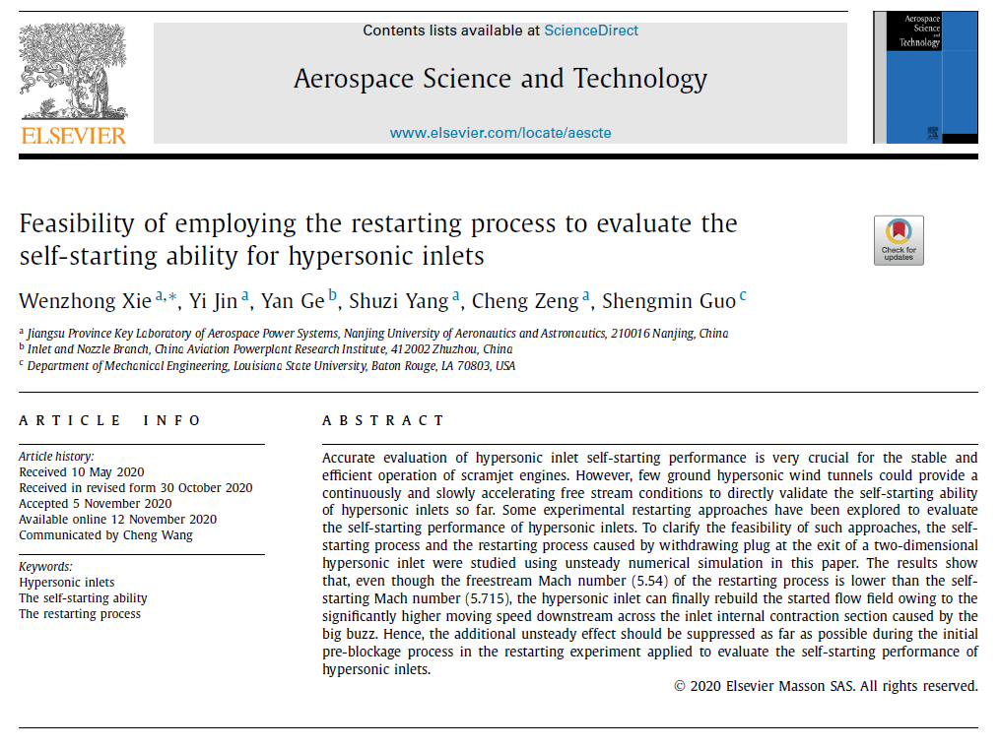 Contents lists available at ScienceDirect
Aerospace Science and Technology
www.elsevier.com/locate/aescte
ELSEVIER
Aerospace
Science
and
Technology
Feasibility of employing the restarting process to evaluate the
self-starting ability for hypersonic inlets
Check for
updates
Wenzhong Xie a,*, Yi Jin a, Yan Ge b, Shuzi Yang a, Cheng Zeng a, Shengmin Guo c
a Jiangsu Province Key Laboratory of Aerospace Power Systems, Nanjing University of Aeronautics and Astronautics, 210016 Nanjing, China
b Inlet and Nozzle Branch, China Aviation Powerplant Research Institute, 412002 Zhuzhou, China
c Department of Mechanical Engineering, Louisiana State University, Baton Rouge, LA 70803, USA
ARTICLE INFO
Article history:
Received 10 May 2020
Received in revised form 30 October 2020
Accepted 5 November 2020
Available online 12 November 2020
Communicated by Cheng Wang
Keywords:
Hypersonic inlets
The self-starting ability
The restarting process
ABSTRACT
Accurate evaluation of hypersonic inlet self-starting performance is very crucial for the stable and
efficient operation of scramjet engines. However, few ground hypersonic wind tunnels could provide a
continuously and slowly accelerating free stream conditions to directly validate the self-starting ability
of hypersonic inlets so far. Some experimental restarting approaches have been explored to evaluate
the self-starting performance of hypersonic inlets. To clarify the feasibility of such approaches, the self-
starting process and the restarting process caused by withdrawing plug at the exit of a two-dimensional
hypersonic inlet were studied using unsteady numerical simulation in this paper. The results show
that, even though the freestream Mach number (5.54) of the restarting process is lower than the self-
starting Mach number (5.715), the hypersonic inlet can finally rebuild the started flow field owing to the
significantly higher moving speed downstream across the inlet internal contraction section caused by the
big buzz. Hence, the additional unsteady effect should be suppressed as far as possible during the initial
pre-blockage process in the restarting experiment applied to evaluate the self-starting performance of
hypersonic inlets.
© 2020 Elsevier Masson SAS. All rights reserved.